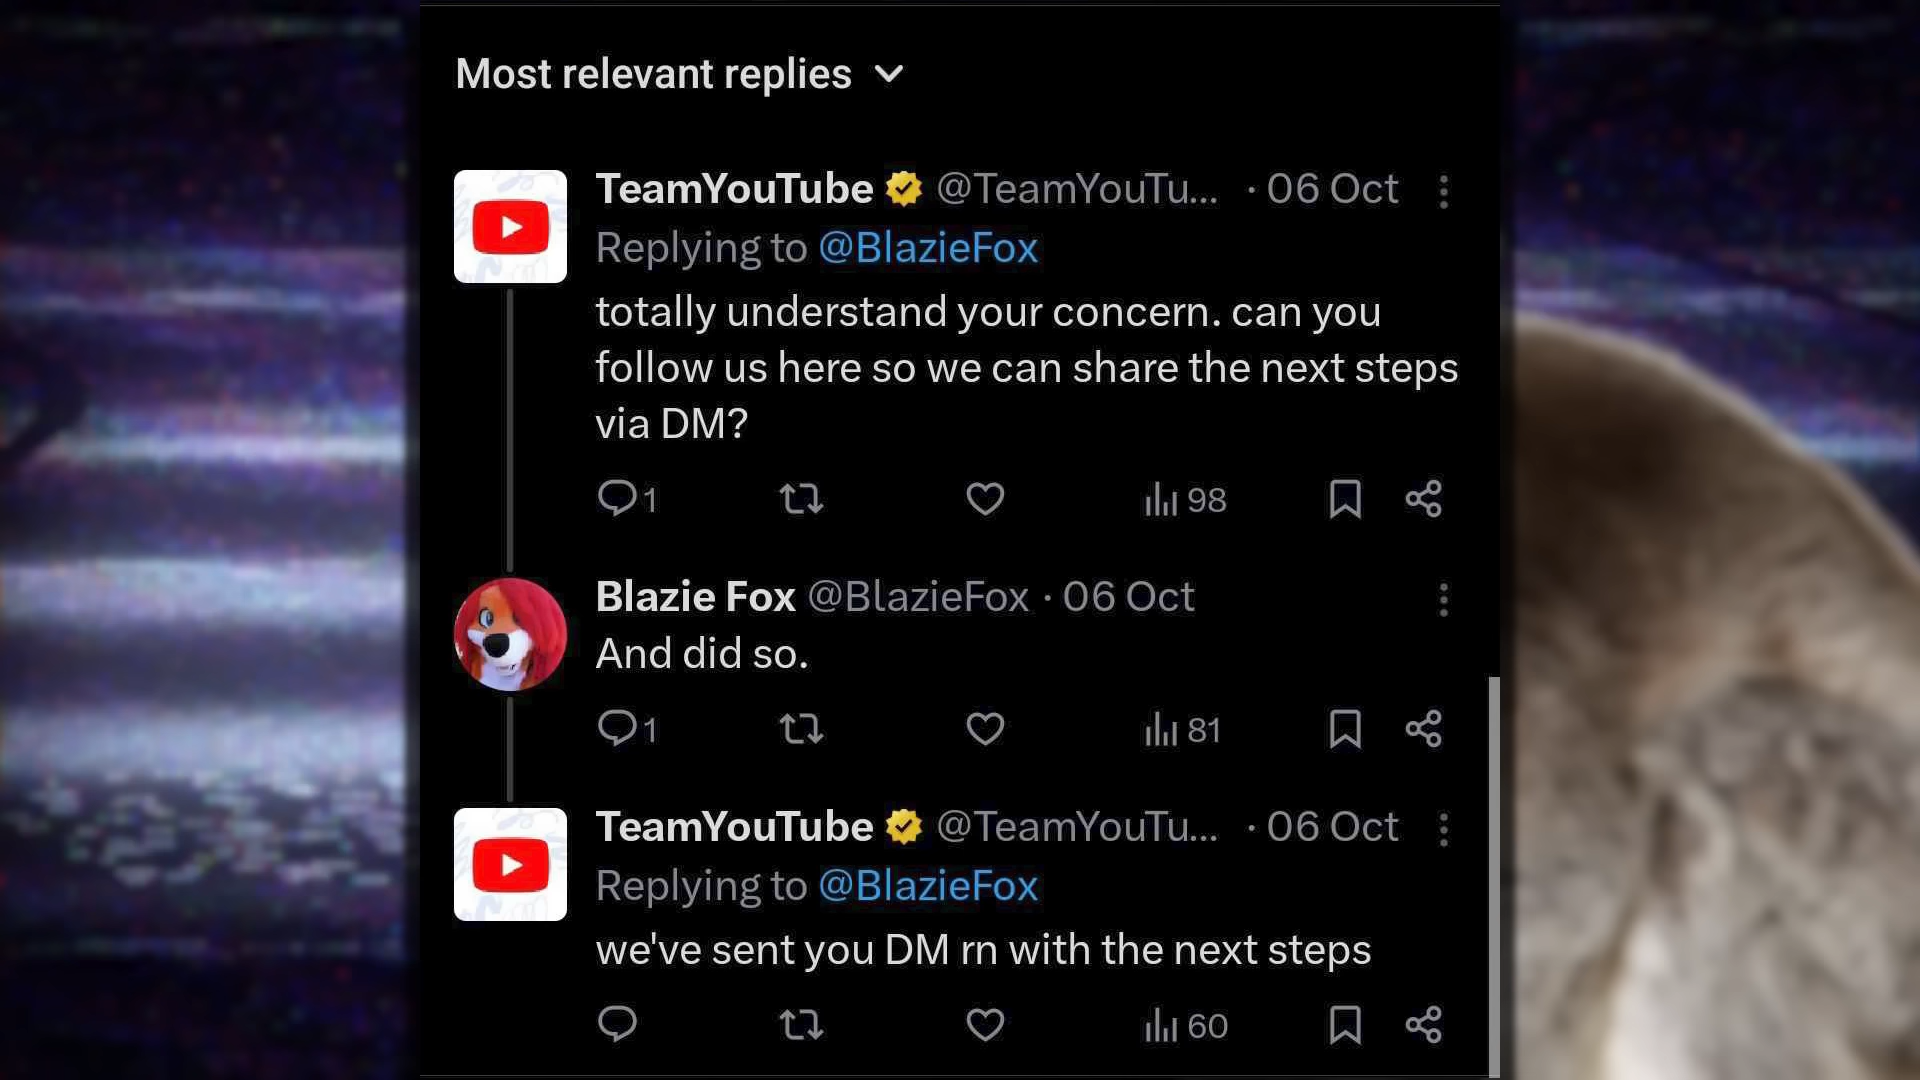 Most relevant replies
TeamYouTube @TeamYouTu... · 06 Oct
Replying to @BlazieFox
totally understand your concern. can you
follow us here so we can share the next steps
via DM?
1 98
Blazie Fox @BlazieFox · 06 Oct
And did so.
1 81
TeamYouTube @TeamYouTu... · 06 Oct
Replying to @BlazieFox
we've sent you DM rn with the next steps
60